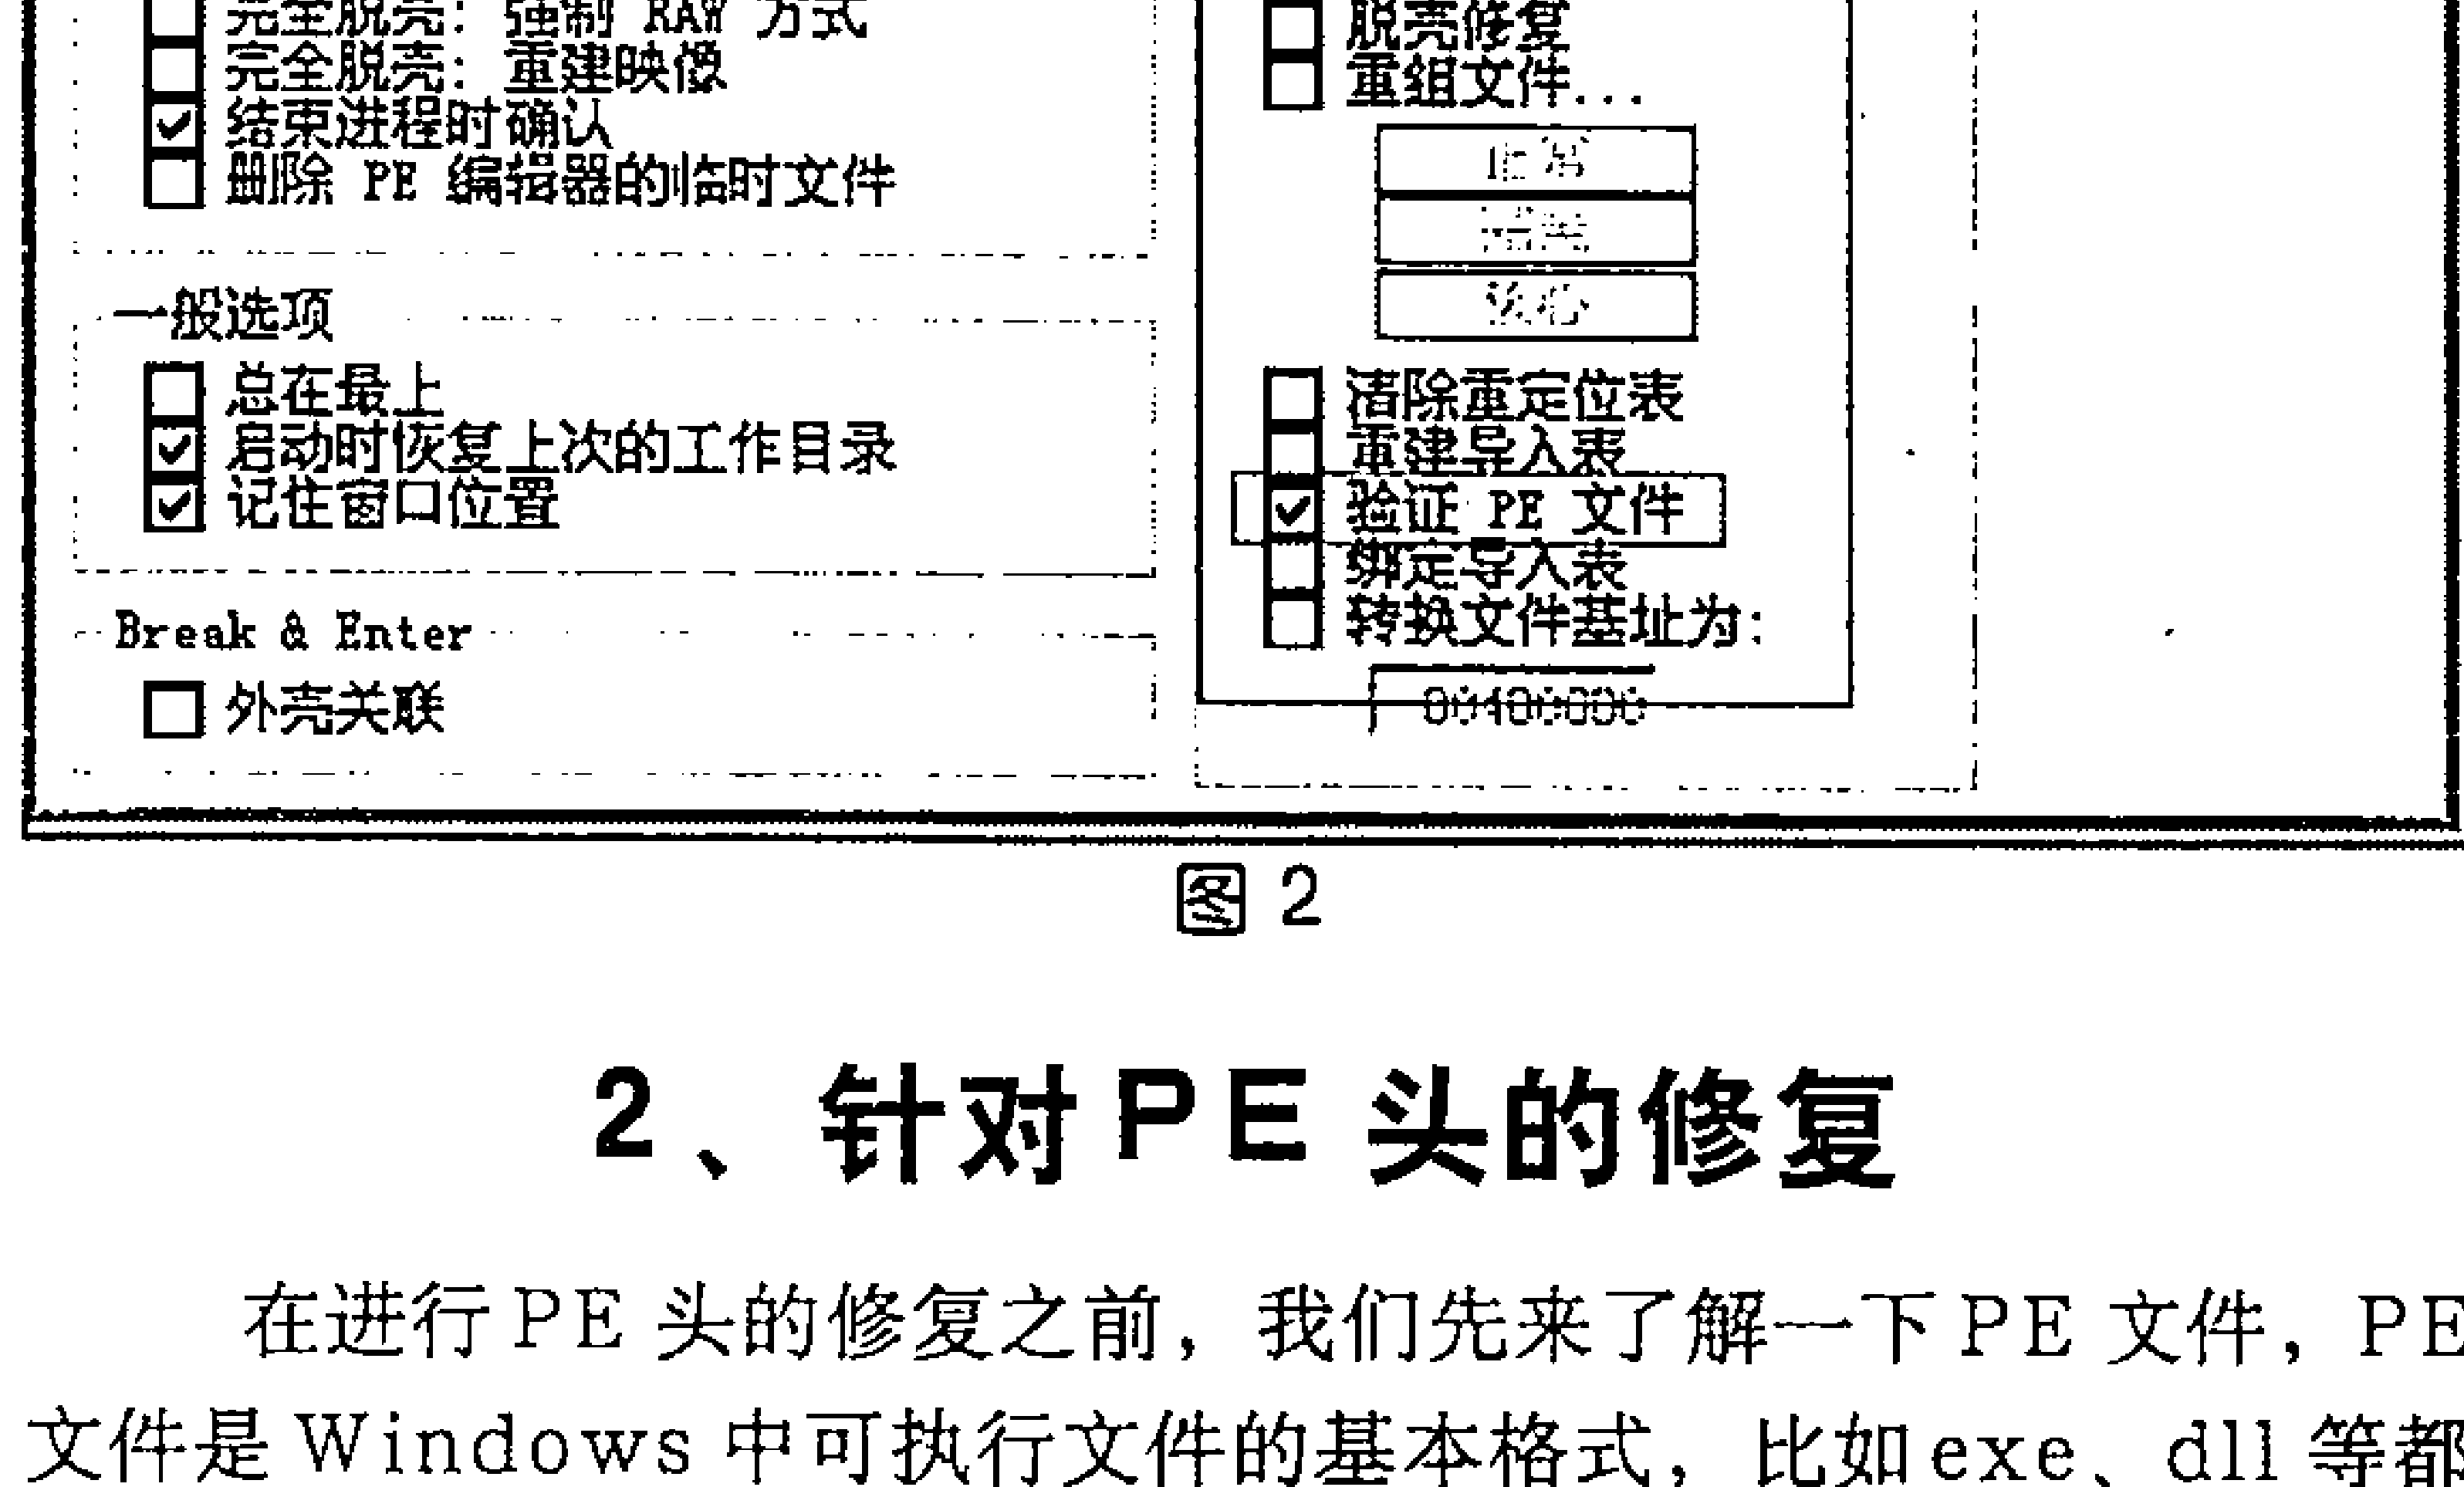 完全脱壳: 强制 RAW 方式
完全脱壳: 重建映像
结束进程时确认
删除 PE 编辑器的临时文件
一般选项
总在最上
启动时恢复上次的工作目录
记住窗口位置
Break & Enter
外壳关联
脱壳修复
重组文件...
清除重定位表
重建导入表
验证 PE 文件
绑定导入表
转换文件基址为:
00400000
图 2
2、针对PE 头的修复
在进行 PE 头的修复之前，我们先来了解一下 PE 文件，PE
文件是 Windows 中可执行文件的基本格式，比如 exe、dll 等都